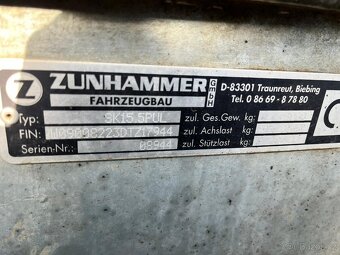 Z ZUNHAMMER GmbH
FAHRZEUGBAU
D-83301 Traunreut, Biebing
Tel. 0 86 69 - 8 78 80
Typ: SK15,5PUL zul. Ges.Gew. kg:
FIN: zul. Achslast kg:
Serien-Nr.: 08944 zul. Stützlast kg: